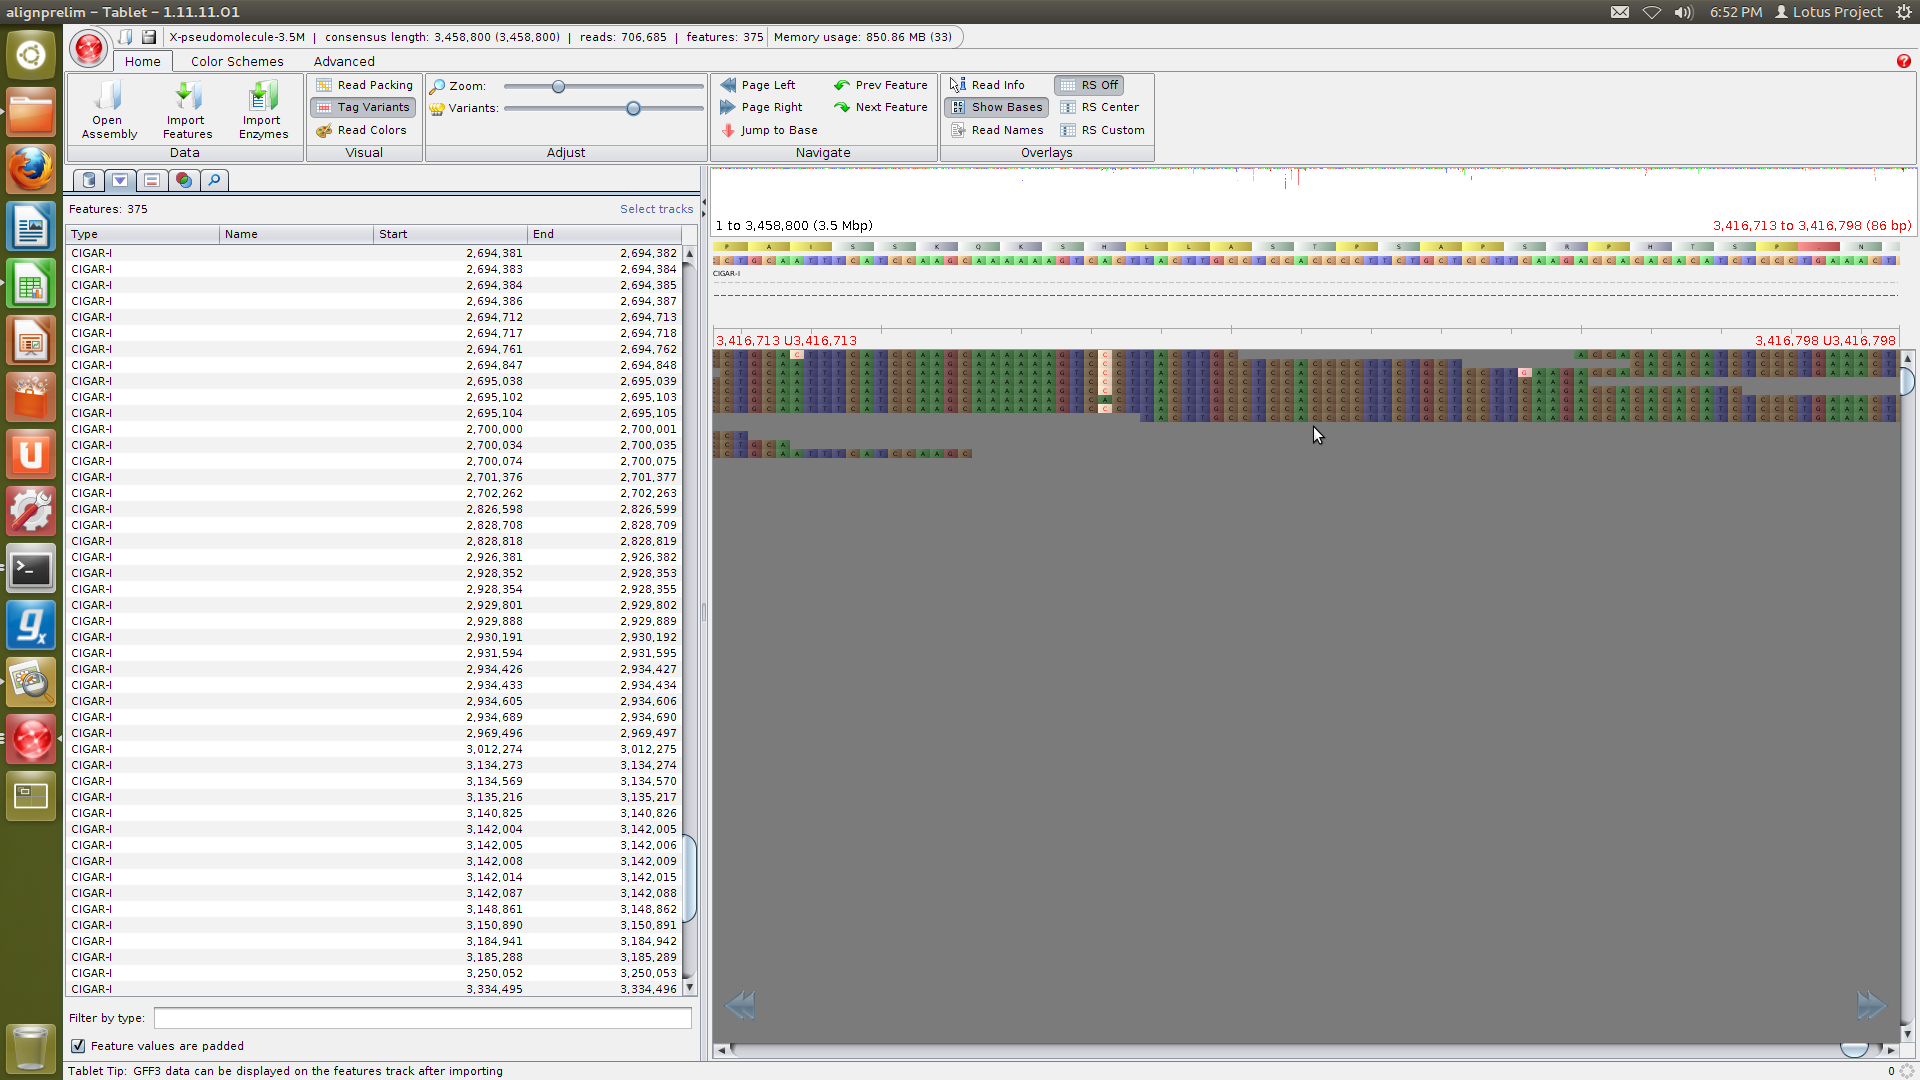 alignprelim – Tablet – 1.11.11.01
6:52 PM Lotus Project
X-pseudomolecule-3.5M | consensus length: 3,458,800 (3,458,800) | reads: 706,685 | features: 375 Memory usage: 850.86 MB (33)
Home Color Schemes Advanced
Open Assembly
Import Features
Import Enzymes
Data
Read Packing
Tag Variants
Read Colors
Visual
Zoom:
Variants:
Adjust
Page Left Prev Feature
Page Right Next Feature
Jump to Base
Navigate
Read Info RS Off
Show Bases RS Center
Read Names RS Custom
Overlays
Features: 375 Select tracks
Type Name Start End
CIGAR-I 2,694,381 2,694,382
CIGAR-I 2,694,383 2,694,384
CIGAR-I 2,694,384 2,694,385
CIGAR-I 2,694,386 2,694,387
CIGAR-I 2,694,712 2,694,713
CIGAR-I 2,694,717 2,694,718
CIGAR-I 2,694,761 2,694,762
CIGAR-I 2,694,847 2,694,848
CIGAR-I 2,695,038 2,695,039
CIGAR-I 2,695,102 2,695,103
CIGAR-I 2,695,104 2,695,105
CIGAR-I 2,700,000 2,700,001
CIGAR-I 2,700,034 2,700,035
CIGAR-I 2,700,074 2,700,075
CIGAR-I 2,701,376 2,701,377
CIGAR-I 2,702,262 2,702,263
CIGAR-I 2,826,598 2,826,599
CIGAR-I 2,828,708 2,828,709
CIGAR-I 2,828,818 2,828,819
CIGAR-I 2,926,381 2,926,382
CIGAR-I 2,928,352 2,928,353
CIGAR-I 2,928,354 2,928,355
CIGAR-I 2,929,801 2,929,802
CIGAR-I 2,929,888 2,929,889
CIGAR-I 2,930,191 2,930,192
CIGAR-I 2,931,594 2,931,595
CIGAR-I 2,934,426 2,934,427
CIGAR-I 2,934,433 2,934,434
CIGAR-I 2,934,605 2,934,606
CIGAR-I 2,934,689 2,934,690
CIGAR-I 2,969,496 2,969,497
CIGAR-I 3,012,274 3,012,275
CIGAR-I 3,134,273 3,134,274
CIGAR-I 3,134,569 3,134,570
CIGAR-I 3,135,216 3,135,217
CIGAR-I 3,140,825 3,140,826
CIGAR-I 3,142,004 3,142,005
CIGAR-I 3,142,005 3,142,006
CIGAR-I 3,142,008 3,142,009
CIGAR-I 3,142,014 3,142,015
CIGAR-I 3,142,087 3,142,088
CIGAR-I 3,148,861 3,148,862
CIGAR-I 3,150,890 3,150,891
CIGAR-I 3,184,941 3,184,942
CIGAR-I 3,185,288 3,185,289
CIGAR-I 3,250,052 3,250,053
CIGAR-I 3,334,495 3,334,496
Filter by type:
Feature values are padded
Tablet Tip: GFF3 data can be displayed on the features track after importing
1 to 3,458,800 (3.5 Mbp) 3,416,713 to 3,416,798 (86 bp)
P A I S S K Q K S H L L A S T P S A P S R P H T S P N
CIGAR-I
3,416,713 U3,416,713 3,416,798 U3,416,798
0